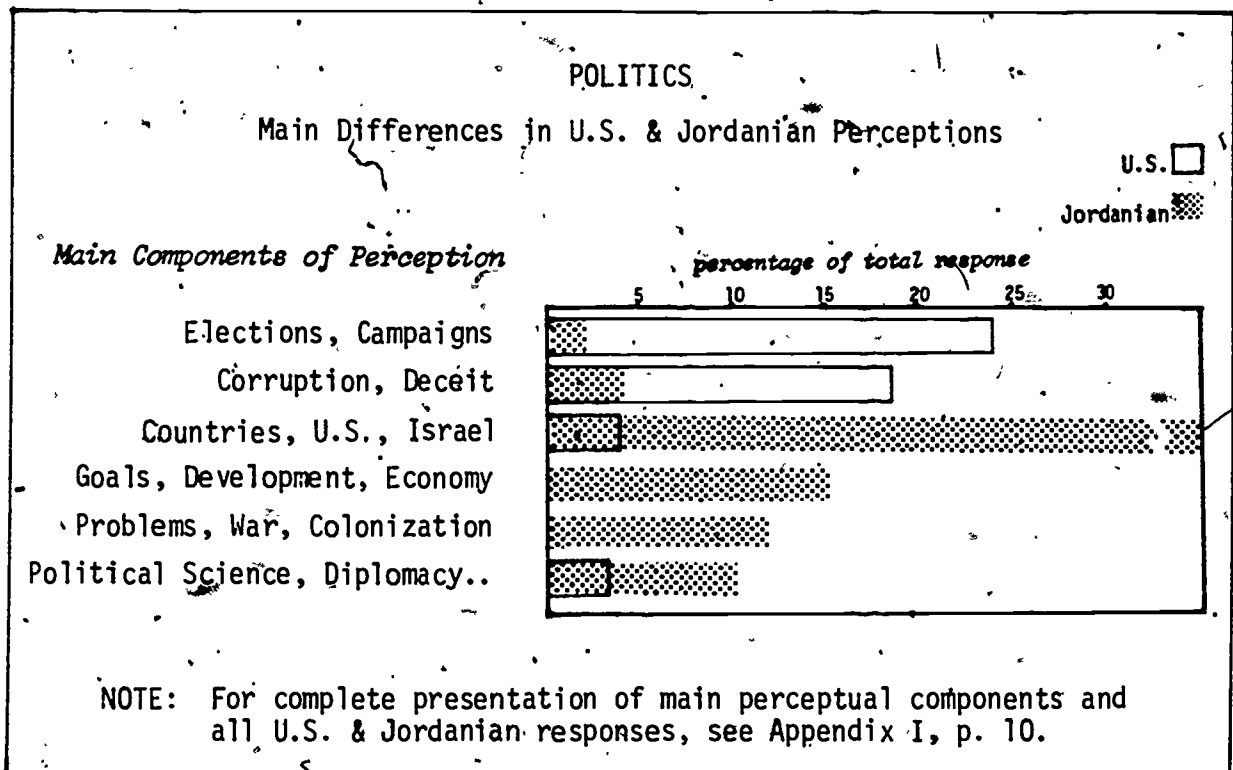 POLITICS
Main Differences in U.S. & Jordanian Perceptions
U.S.
Jordanian
Main Components of Perception
percentage of total response
5 10 15 20 25 30
Elections, Campaigns
Corruption, Deceit
Countries, U.S., Israel
Goals, Development, Economy
Problems, War, Colonization
Political Science, Diplomacy..
NOTE: For complete presentation of main perceptual components and
all U.S. & Jordanian responses, see Appendix I, p. 10.